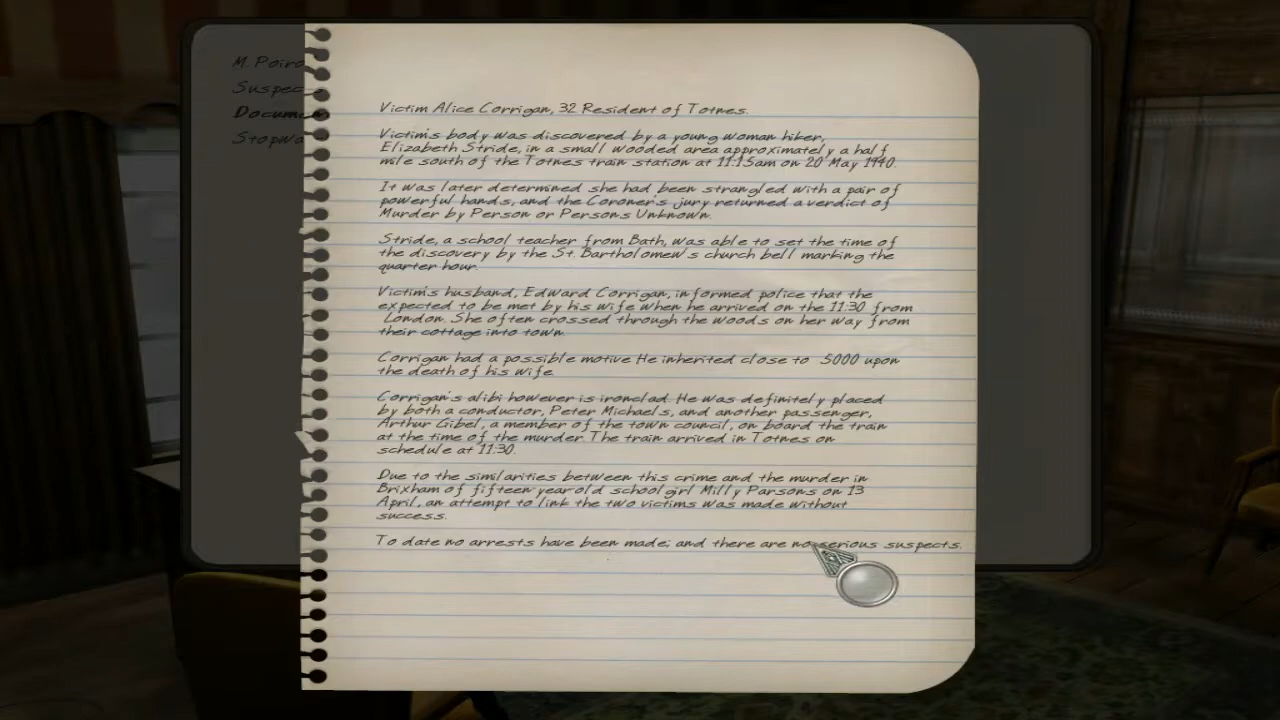 M. Poiro
Suspec
Docume
Stopwa
Victim Alice Corrigan, 32 Resident of Totnes.
Victim's body was discovered by a young woman hiker,
Elizabeth Stride, in a small wooded area approximately a half
mile south of the Totnes train station at 11:15am on 20 May 1940.
It was later determined she had been strangled with a pair of
powerful hands, and the Coroner's jury returned a verdict of
Murder by Person or Persons Unknown.
Stride, a school teacher from Bath, was able to set the time of
the discovery by the St. Bartholomew's church bell marking the
quarter hour.
Victim's husband, Edward Corrigan, informed police that the
expected to be met by his wife when he arrived on the 11:30 from
London. She often crossed through the woods on her way from
their cottage into town.
Corrigan had a possible motive He inherited close to 5000 upon
the death of his wife
Corrigan's alibi however is ironclad He was definitely placed
by both a conductor, Peter Michaels, and another passenger,
Arthur Gibel, a member of the town council, on board the train
at the time of the murder. The train arrived in Totnes on
schedule at 11:30.
Due to the similarities between this crime and the murder in
Brixham of fifteen year old school girl Milly Parsons on 13
April, an attempt to link the two victims was made without
success.
To date no arrests have been made; and there are no serious suspects.